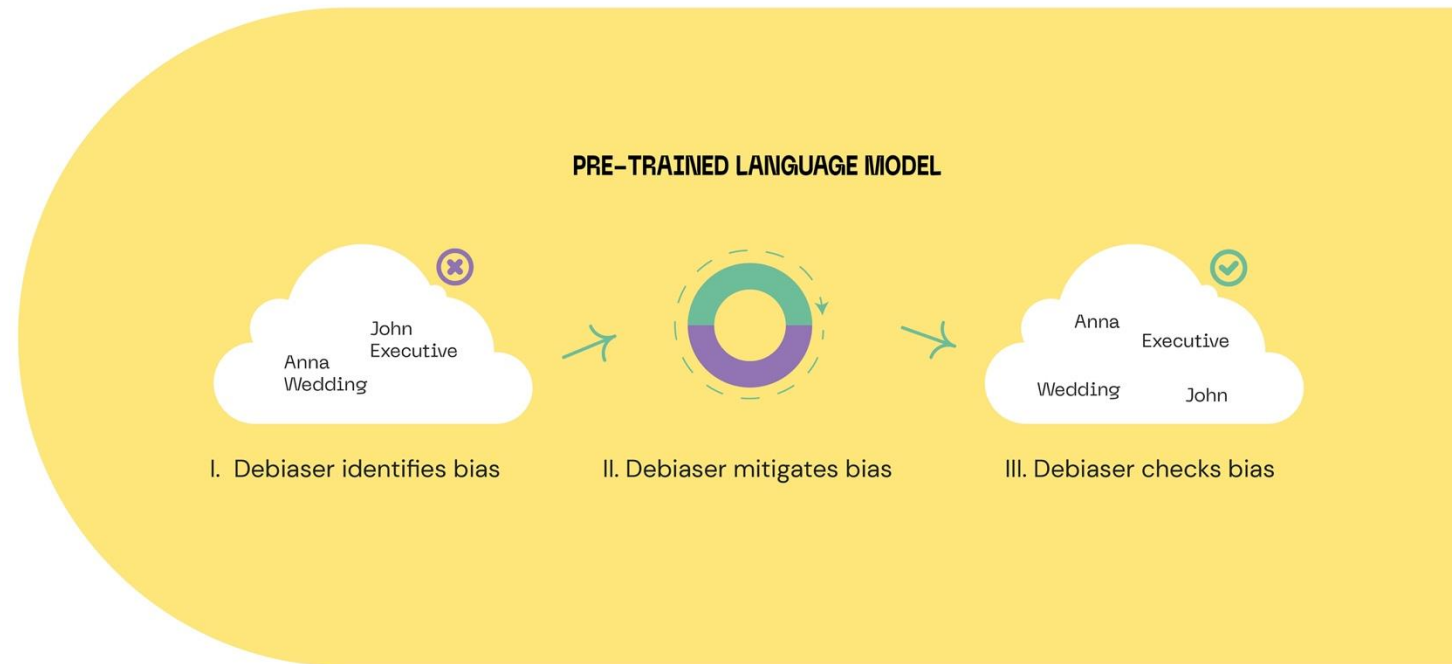 PRE-TRAINED LANGUAGE MODEL
John
Executive
Anna
Wedding
Anna
Executive
Wedding
John
I. Debiaser identifies bias
II. Debiaser mitigates bias
III. Debiaser checks bias